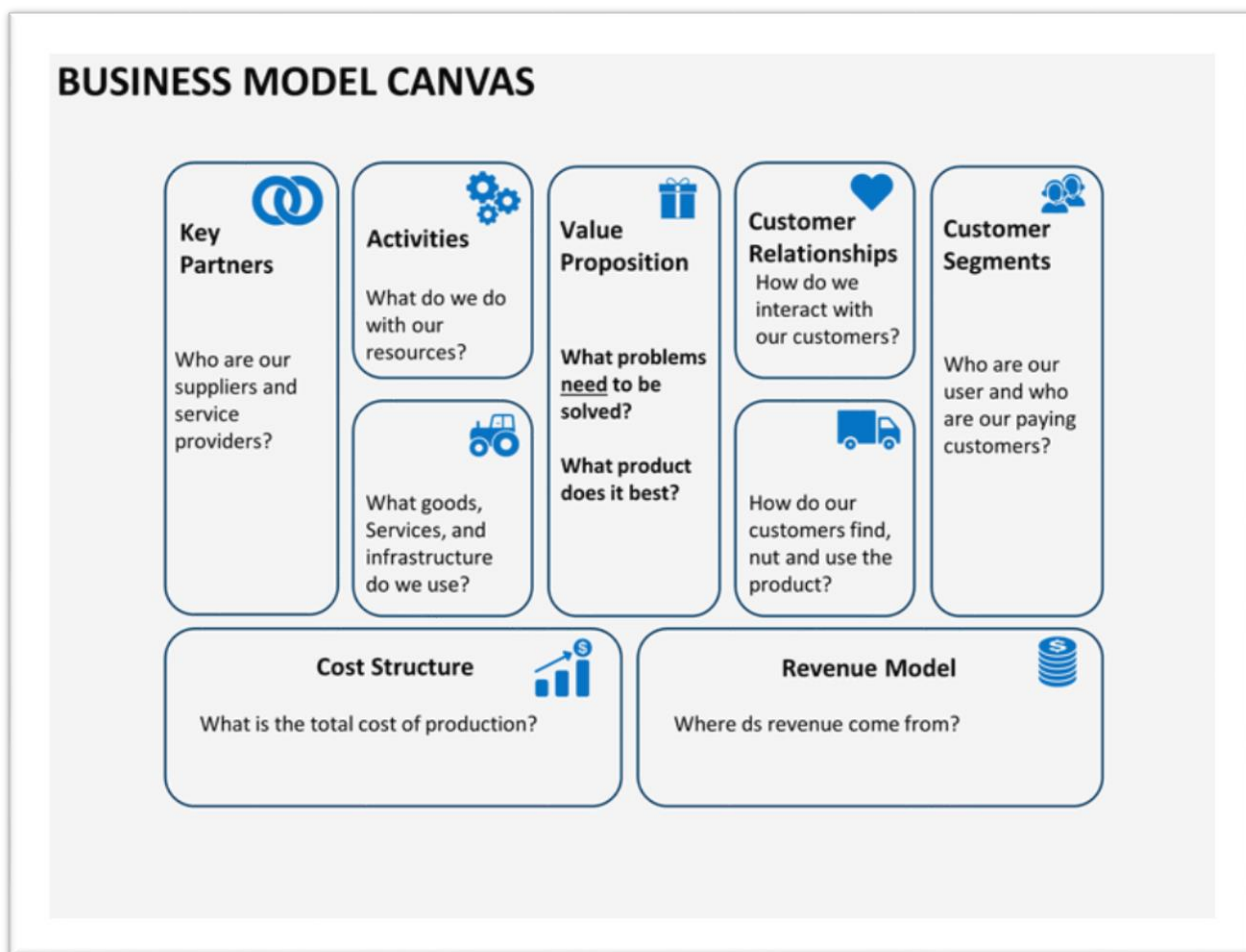 BUSINESS MODEL CANVAS
Key
Partners
Who are our
suppliers and
service
providers?
Activities
What do we do
with our
resources?
What goods,
Services, and
infrastructure
do we use?
Value
Proposition
What problems
need to be
solved?
What product
does it best?
Customer
Relationships
How do we
interact with
our customers?
How do our
customers find,
nut and use the
product?
Customer
Segments
Who are our
user and who
are our paying
customers?
Cost Structure
$
What is the total cost of production?
Revenue Model
$
Where ds revenue come from?